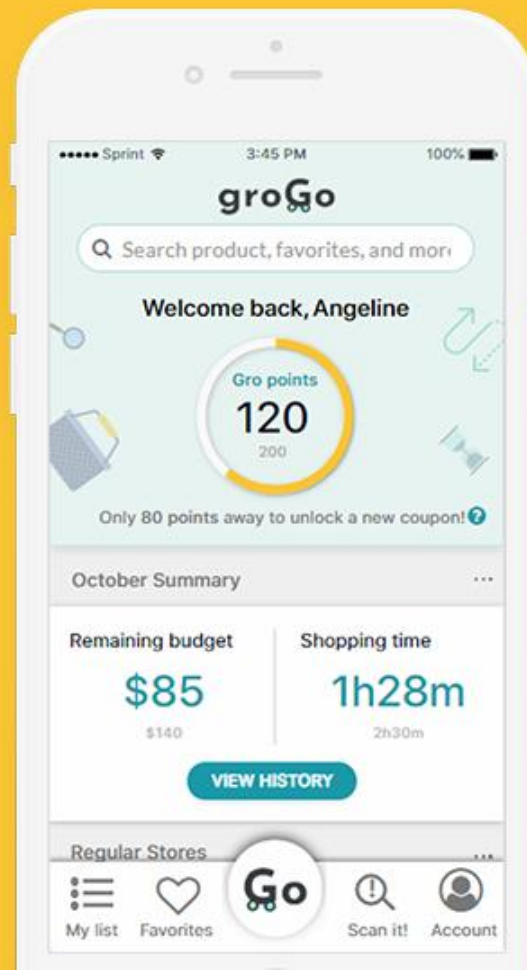 Sprint 3:45 PM 100%
groGo
Search product, favorites, and mor
Welcome back, Angeline
Gro points
120
200
Only 80 points away to unlock a new coupon!?
October Summary ...
Remaining budget Shopping time
$85 1h28m
$140 2h30m
VIEW HISTORY
Regular Stores ...
Go
My list Favorites Scan it! Account